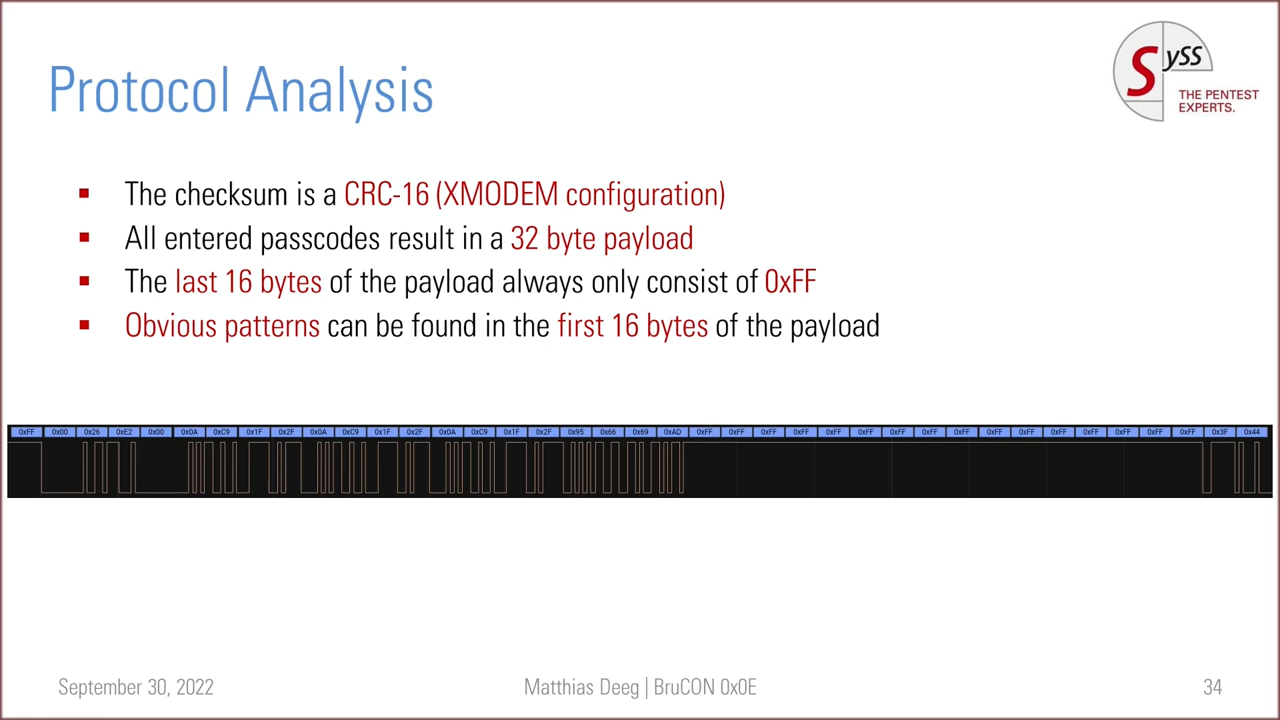 Protocol Analysis
SySS
THE PENTEST
EXPERTS.
The checksum is a CRC-16 (XMODEM configuration)
All entered passcodes result in a 32 byte payload
The last 16 bytes of the payload always only consist of 0xFF
Obvious patterns can be found in the first 16 bytes of the payload
0xFF 0x00 0x26 0xE2 0x00 0x0A 0xC9 0x1F 0x2F 0x0A 0xC9 0x1F 0x2F 0x0A 0xC9 0x1F 0x2F 0x95 0x66 0x69 0xAD 0xFF 0xFF 0xFF 0xFF 0xFF 0xFF 0xFF 0xFF 0xFF 0xFF 0xFF 0xFF 0xFF 0xFF 0xFF 0xFF 0x3F 0x44
September 30, 2022
Matthias Deeg | BruCON 0x0E
34